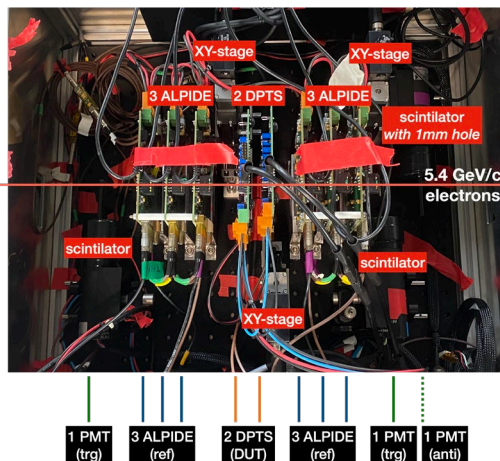 XY-stage
XY-stage
3 ALPIDE
2 DPTS
3 ALPIDE
scintilator
with 1mm hole
5.4 GeV/c
electrons
scintilator
scintilator
XY-stage
1 PMT
(trg)
3 ALPIDE
(ref)
2 DPTS
(DUT)
3 ALPIDE
(ref)
1 PMT
(trg)
1 PMT
(anti)